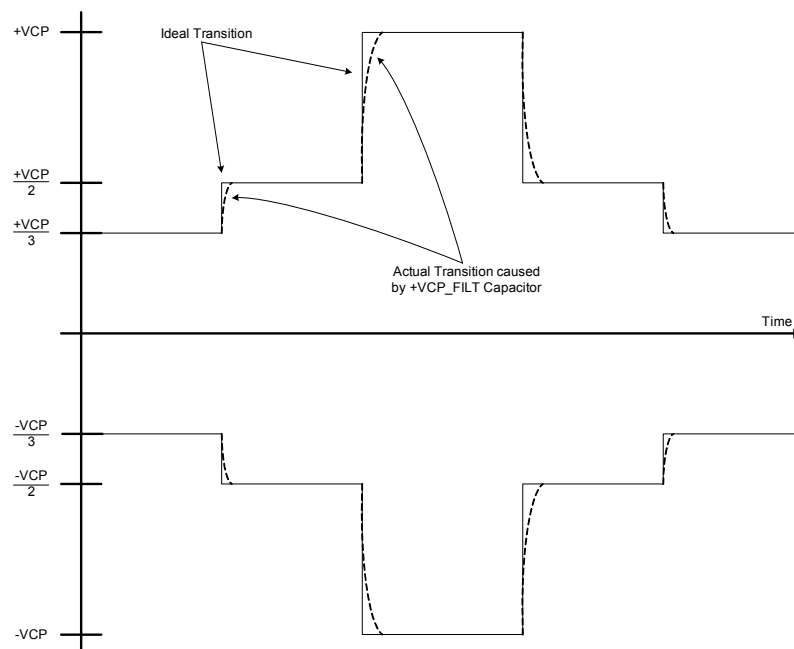 +VCP
Ideal Transition
+VCP
2
+VCP
3
Actual Transition caused
by +VCP_FILT Capacitor
Time
-VCP
3
-VCP
2
-VCP